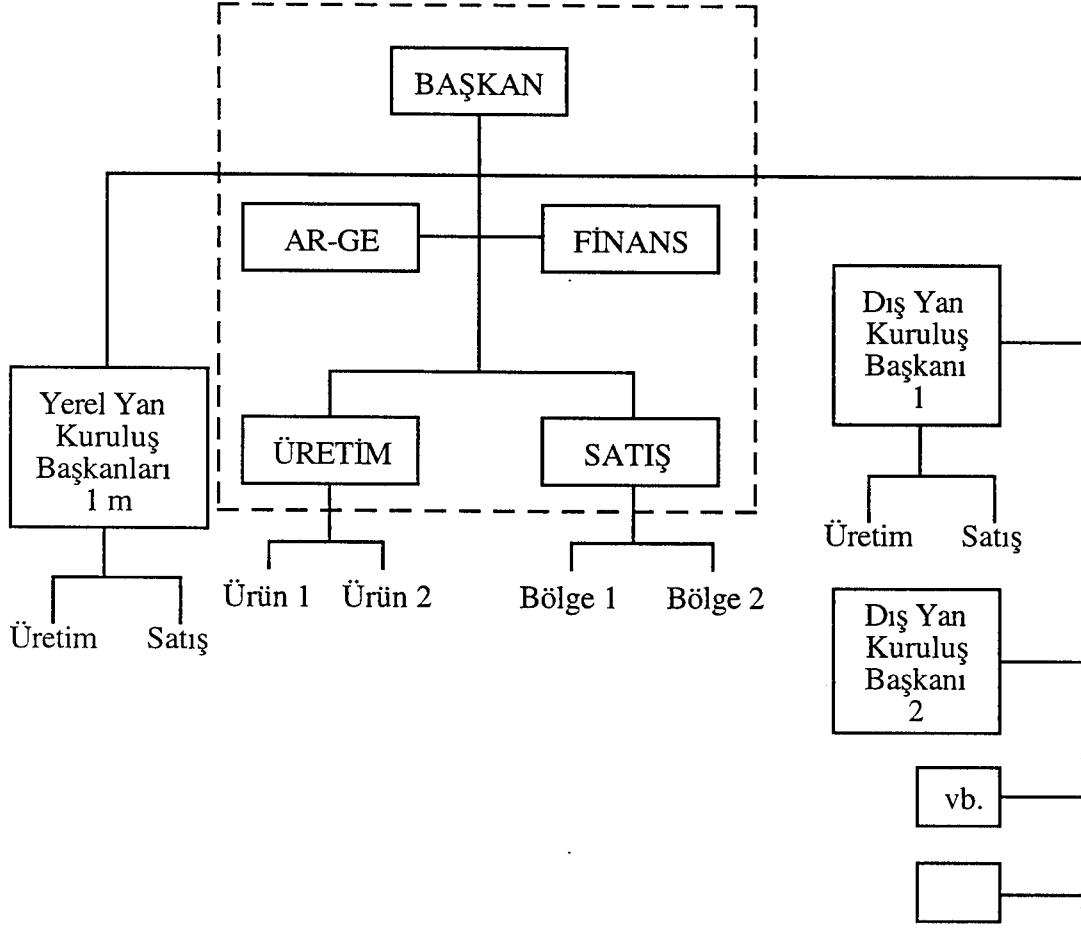 BAŞKAN
AR-GE
FİNANS
Dış Yan
Kuruluş
Başkanı
1
Yerel Yan
Kuruluş
Başkanları
1 m
ÜRETİM
SATIŞ
Üretim
Satış
Ürün 1
Ürün 2
Bölge 1
Bölge 2
Üretim
Satış
Dış Yan
Kuruluş
Başkanı
2
vb.